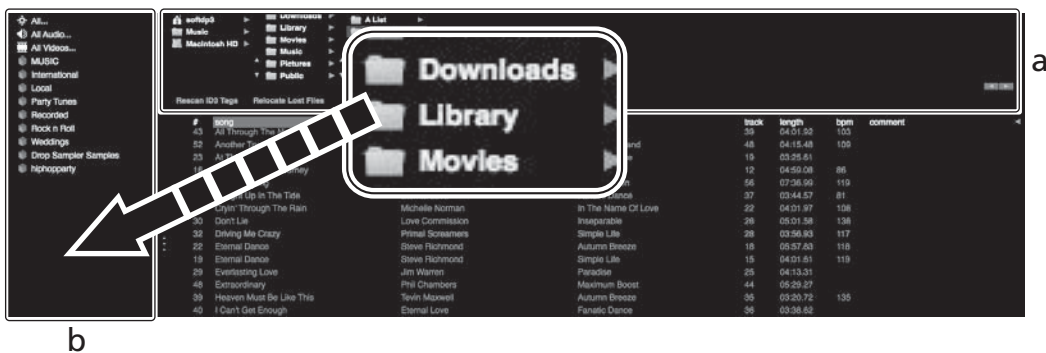 All...
All Audio...
All Videos...
MUSIC
International
Local
Party Tunes
Recorded
Rock n Roll
Weddings
Drop Sampler Samples
hiphopparty
softdp3
Music
Macintosh HD
Downloads
Library
Movies
Music
Pictures
Public
A List
Rescan ID3 Tags Relocate Lost Files
Downloads
Library
Movies
a
# song track length bpm comment
43 All Through The 39 04:01.92 103
52 Another 48 04:15.48 109
23 19 03:25.61
12 04:59.08 86
56 07:36.99 119
Up In The Tide 37 03:44.57 81
Cryin' Through The Rain Michelle Norman In The Name Of Love 22 04:01.97 108
30 Don't Lie Love Commission Inseparable 26 05:01.58 138
32 Driving Me Crazy Primal Screamers Simple Life 28 03:56.93 117
22 Eternal Dance Steve Richmond Autumn Breeze 18 05:57.83 118
19 Eternal Dance Steve Richmond Simple Life 15 04:01.51 119
29 Everlasting Love Jim Warren Paradise 25 04:13.31
48 Extraordinary Phil Chambers Maximum Boost 44 05:29.27
39 Heaven Must Be Like This Tevin Maxwell Autumn Breeze 35 03:20.72 135
40 I Can't Get Enough Eternal Love Fanatic Dance 36 03:38.62
b